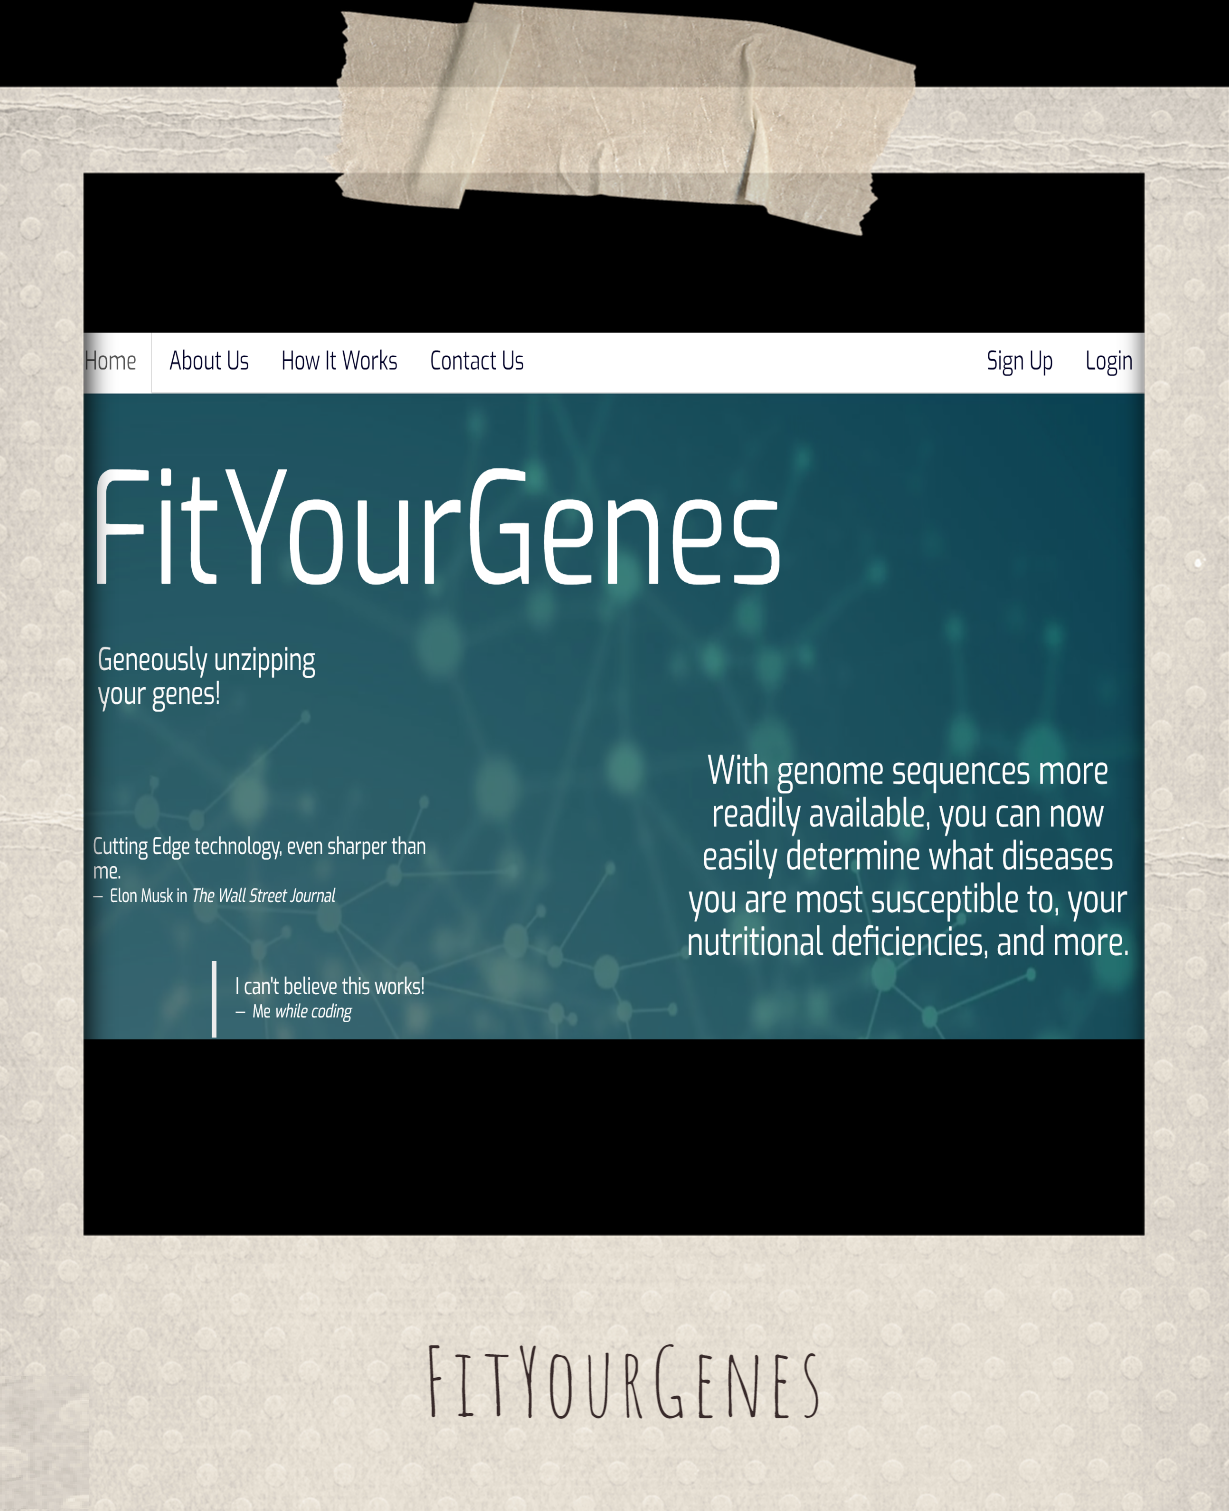 Home About Us How It Works Contact Us Sign Up Login
FitYourGenes
Geneously unzipping
your genes!
Cutting Edge technology, even sharper than
me.
— Elon Musk in The Wall Street Journal
I can't believe this works!
— Me while coding
With genome sequences more
readily available, you can now
easily determine what diseases
you are most susceptible to, your
nutritional deficiencies, and more.
FitYourGenes